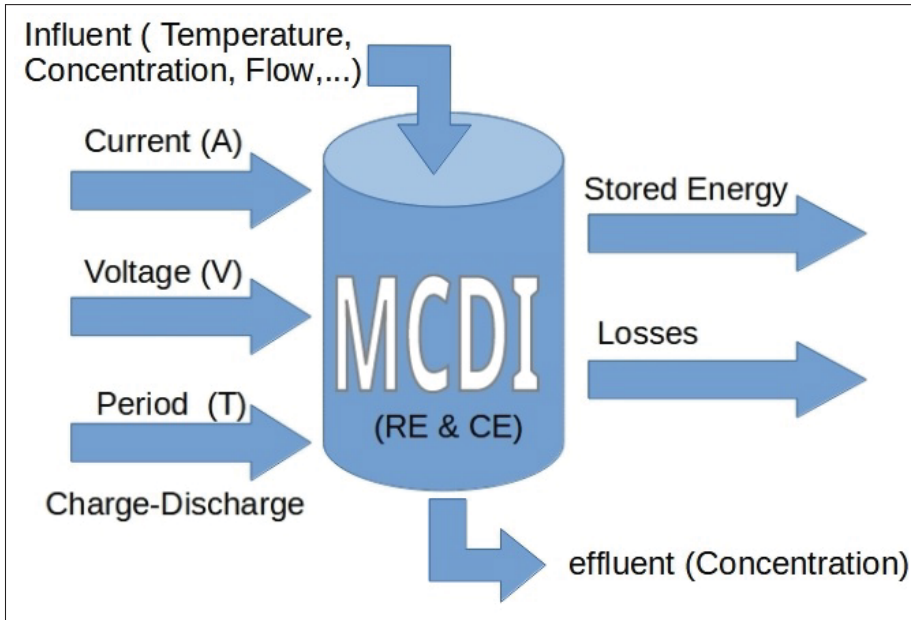 Influent ( Temperature,
Concentration, Flow,...)
Current (A)
Voltage (V)
Period (T)
Charge-Discharge
MCDI
(RE & CE)
Stored Energy
Losses
effluent (Concentration)